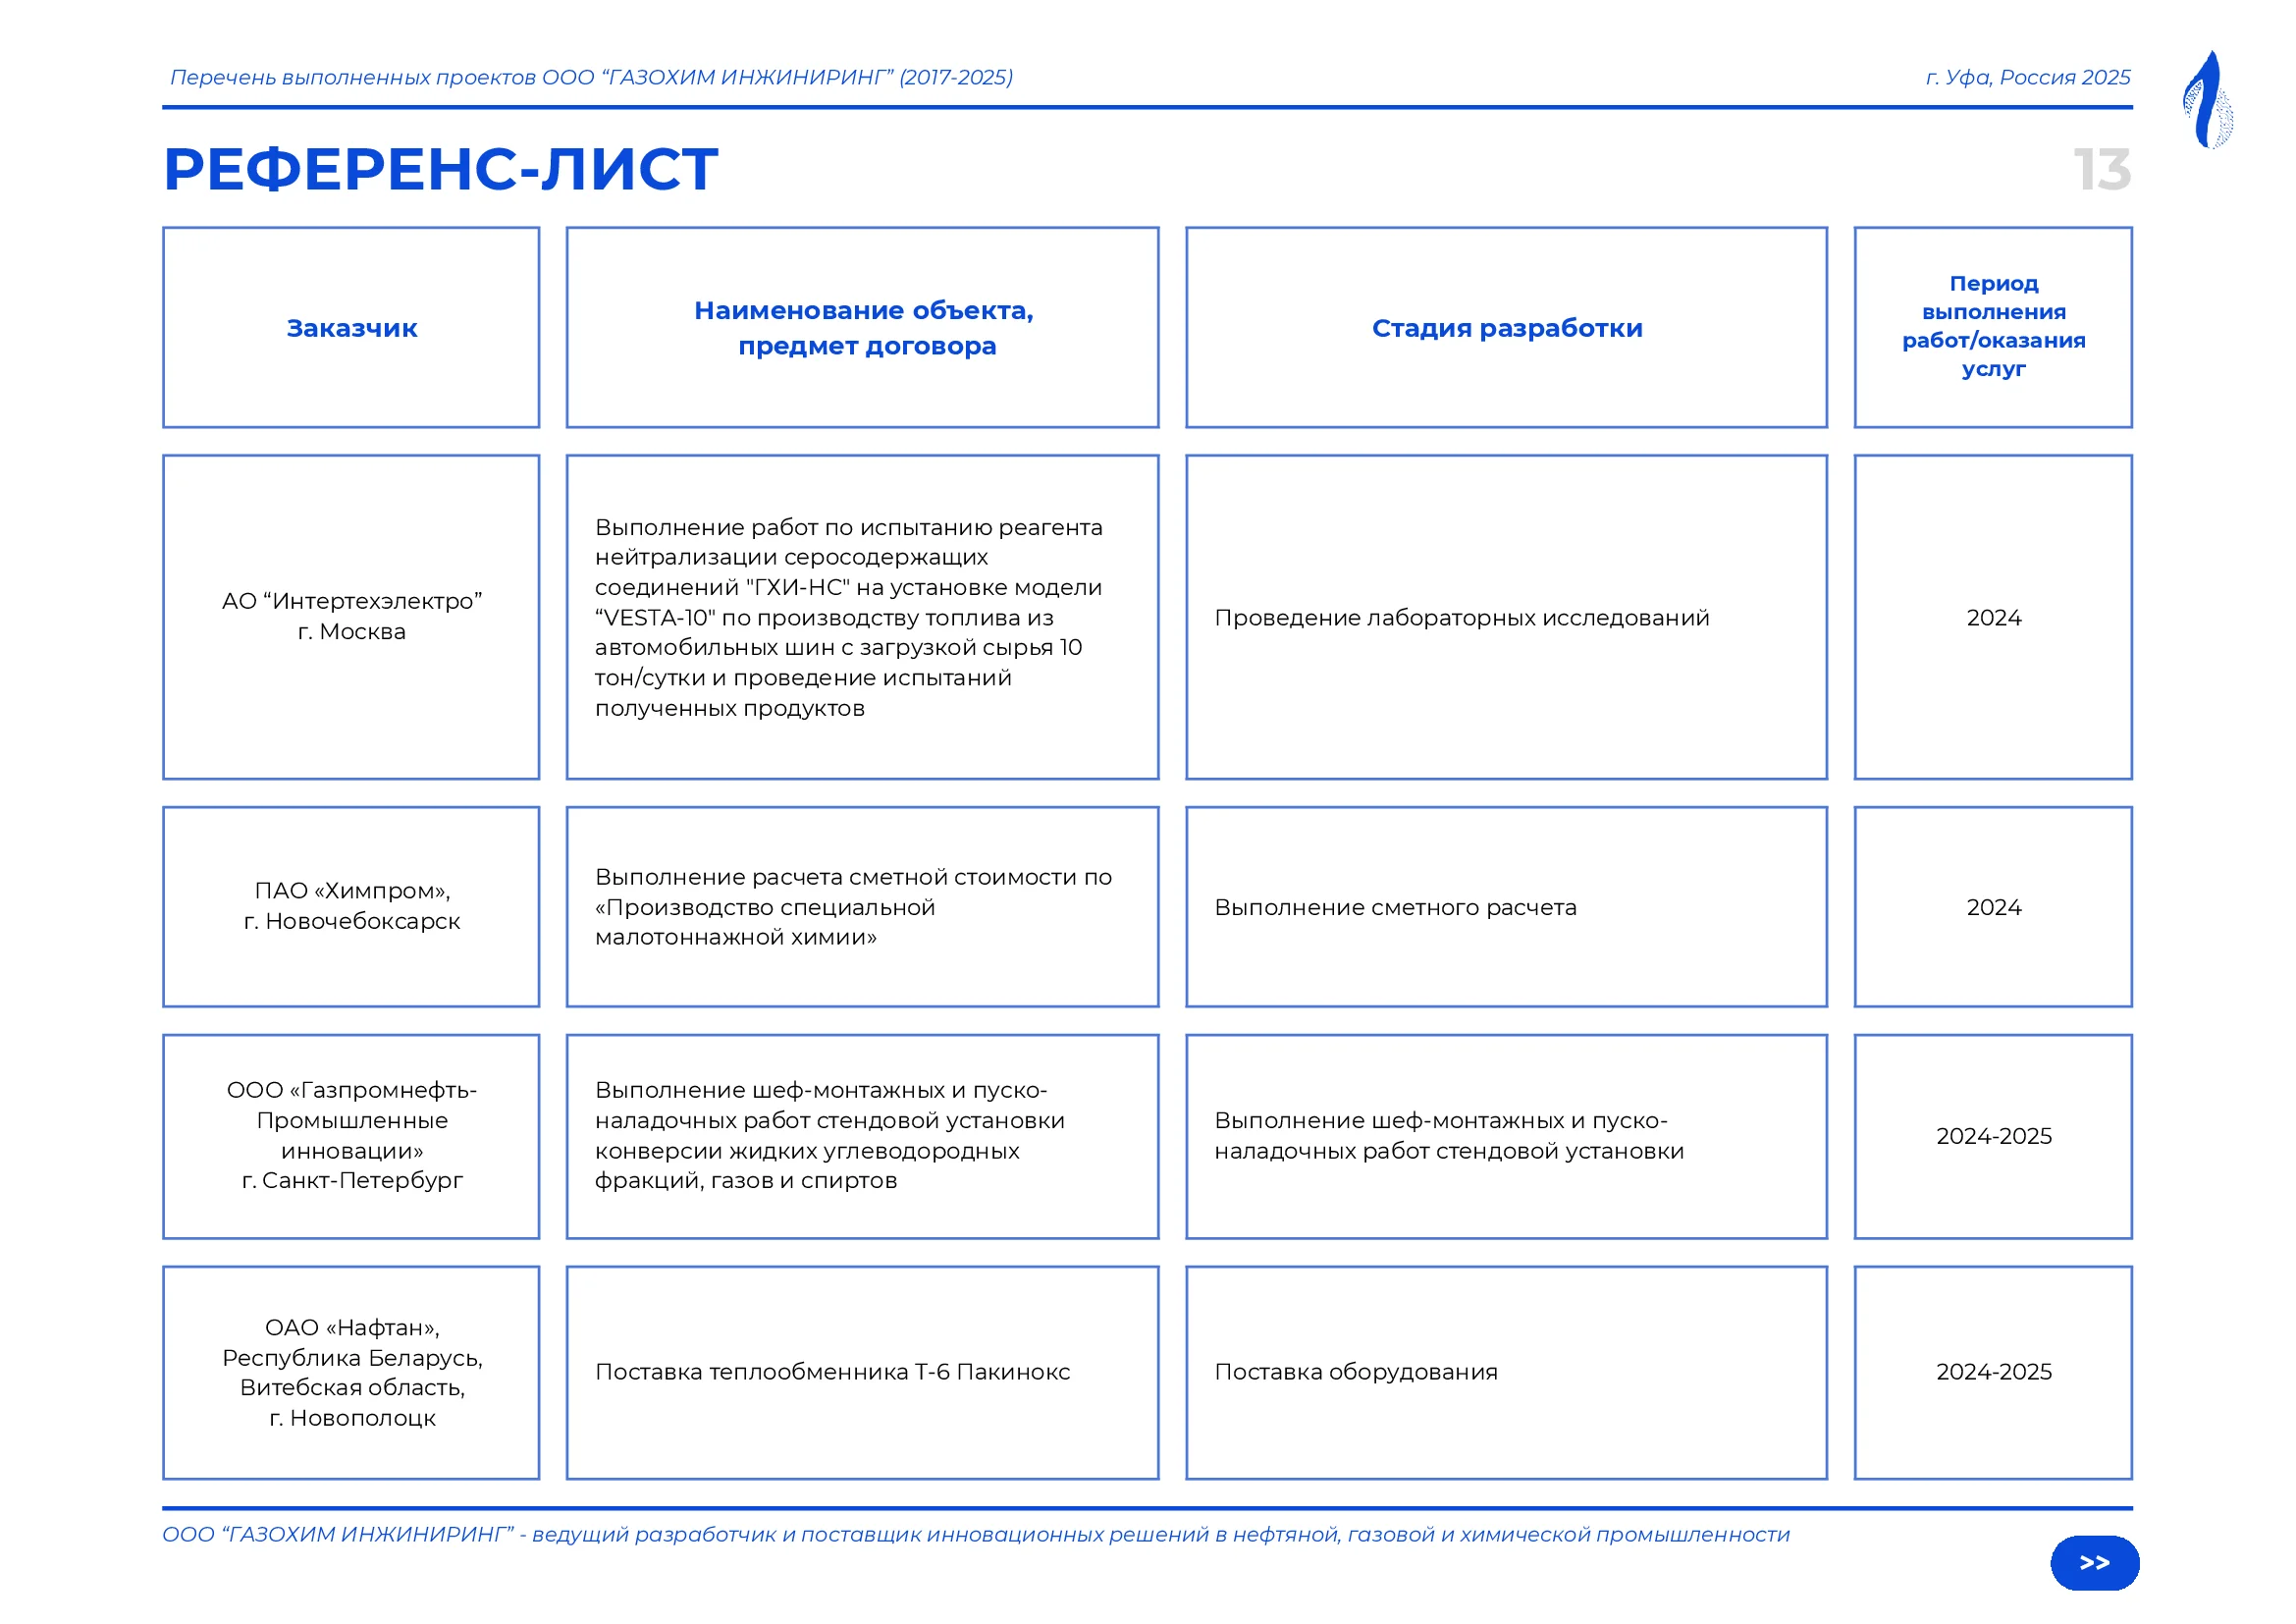 Перечень выполненных проектов ООО “ГАЗОХИМ ИНЖИНИРИНГ” (2017-2025)
г. Уфа, Россия 2025
РЕФЕРЕНС-ЛИСТ
13
Заказчик
Наименование объекта,
предмет договора
Стадия разработки
Период
выполнения
работ/оказания
услуг
АО “Интертехэлектро”
г. Москва
Выполнение работ по испытанию реагента
нейтрализации серосодержащих
соединений "ГХИ-НС" на установке модели
“VESTA-10" по производству топлива из
автомобильных шин с загрузкой сырья 10
тон/сутки и проведение испытаний
полученных продуктов
Проведение лабораторных исследований
2024
ПАО «Химпром»,
г. Новочебоксарск
Выполнение расчета сметной стоимости по
«Производство специальной
малотоннажной химии»
Выполнение сметного расчета
2024
ООО «Газпромнефть-
Промышленные
инновации»
г. Санкт-Петербург
Выполнение шеф-монтажных и пуско-
наладочных работ стендовой установки
конверсии жидких углеводородных
фракций, газов и спиртов
Выполнение шеф-монтажных и пуско-
наладочных работ стендовой установки
2024-2025
ОАО «Нафтан»,
Республика Беларусь,
Витебская область,
г. Новополоцк
Поставка теплообменника Т-6 Пакинокс
Поставка оборудования
2024-2025
ООО “ГАЗОХИМ ИНЖИНИРИНГ” - ведущий разработчик и поставщик инновационных решений в нефтяной, газовой и химической промышленности
>>